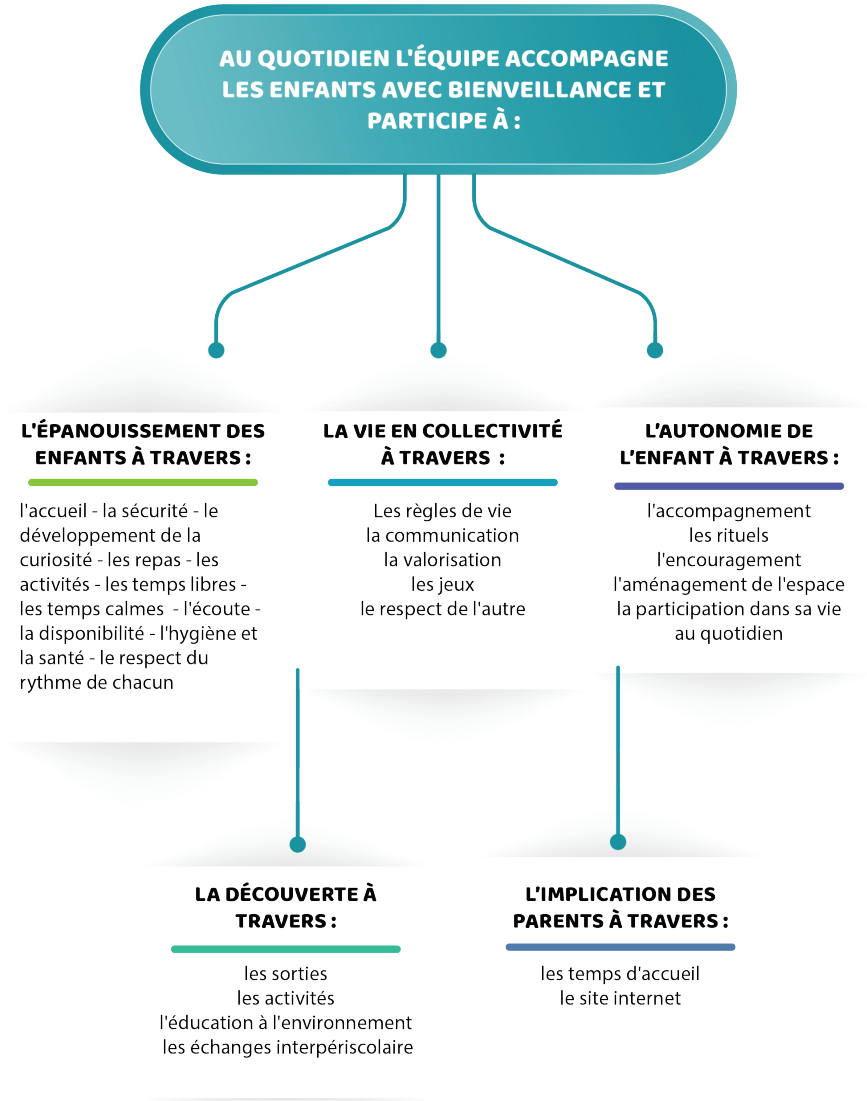 AU QUOTIDIEN L'ÉQUIPE ACCOMPAGNE
LES ENFANTS AVEC BIENVEILLANCE ET
PARTICIPE À :
L'ÉPANOUISSEMENT DES
ENFANTS À TRAVERS :
l'accueil - la sécurité - le
développement de la
curiosité - les repas - les
activités - les temps libres -
les temps calmes - l'écoute -
la disponibilité - l'hygiène et
la santé - le respect du
rythme de chacun
LA VIE EN COLLECTIVITÉ
À TRAVERS :
Les règles de vie
la communication
la valorisation
les jeux
le respect de l'autre
L’AUTONOMIE DE
L’ENFANT À TRAVERS :
l'accompagnement
les rituels
l'encouragement
l'aménagement de l'espace
la participation dans sa vie
au quotidien
LA DÉCOUVERTE À
TRAVERS :
les sorties
les activités
l'éducation à l'environnement
les échanges interpériscolaire
L’IMPLICATION DES
PARENTS À TRAVERS :
les temps d'accueil
le site internet